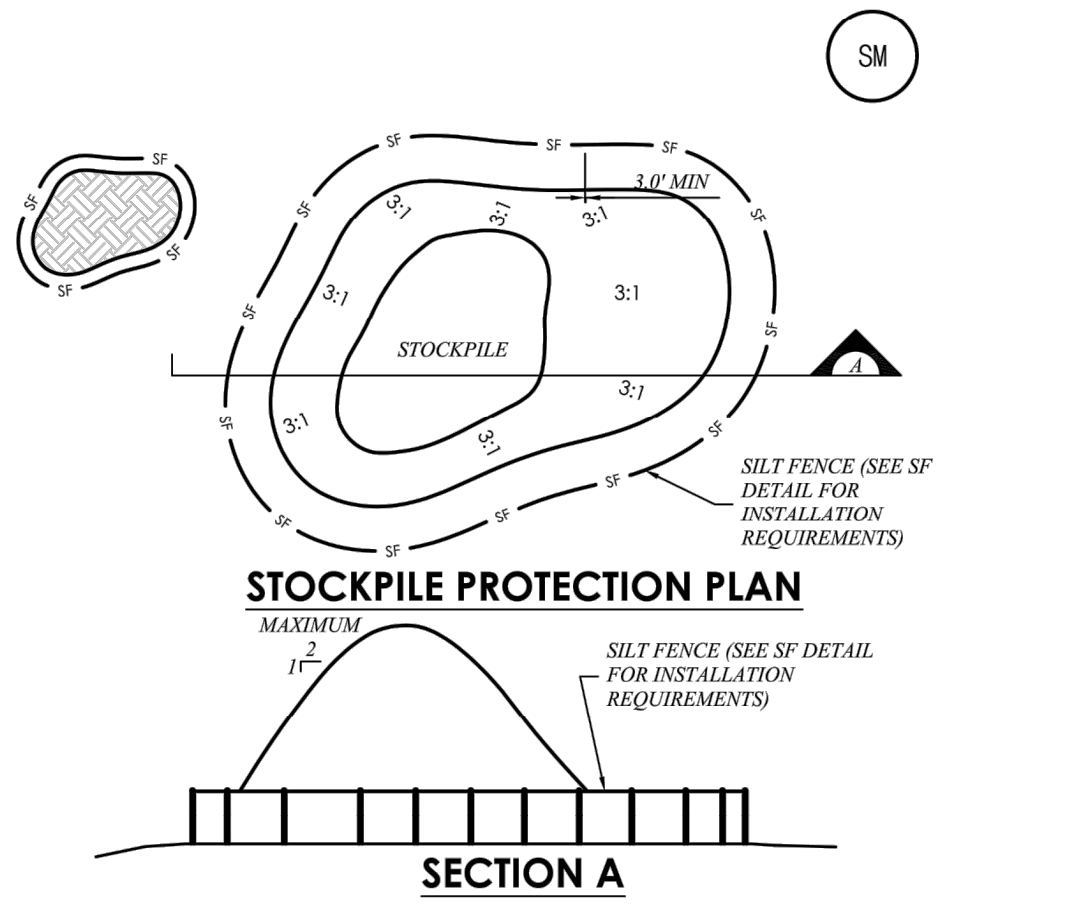 SM
SF
SF
SF
SF
SF
SF
SF
SF
3.0' MIN
SF
SF
3:1
3:1
3:1
3:1
3:1
SF
SF
STOCKPILE
A
3:1
3:1
3:1
SF
SF
SF
SF
SF
SF
SILT FENCE (SEE SF
DETAIL FOR
INSTALLATION
REQUIREMENTS)
STOCKPILE PROTECTION PLAN
MAXIMUM
2
1
SILT FENCE (SEE SF DETAIL
FOR INSTALLATION
REQUIREMENTS)
SECTION A